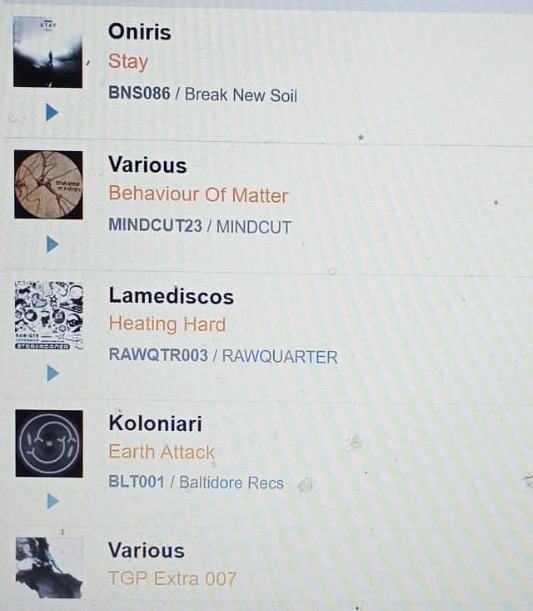 Oniris
Stay
BNS086 / Break New Soil
Various
Behaviour Of Matter
MINDCUT23 / MINDCUT
Lamediscos
Heating Hard
RAWQTR003 / RAWQUARTER
Koloniari
Earth Attack
BLT001 / Baltidore Recs
Various
TGP Extra 007